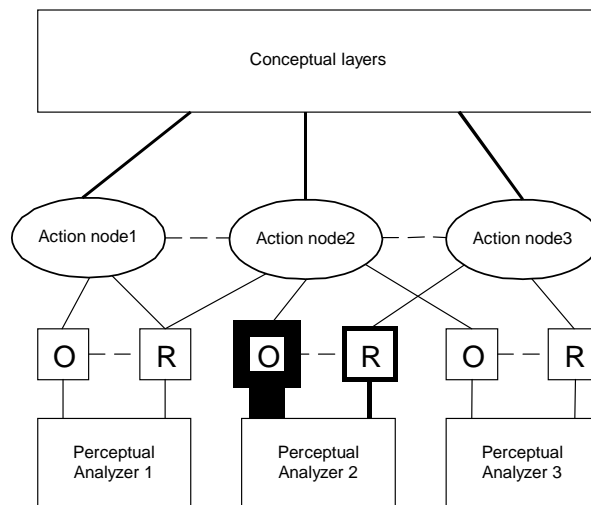 Conceptual layers
Action node1
Action node2
Action node3
O
R
O
R
O
R
Perceptual
Analyzer 1
Perceptual
Analyzer 2
Perceptual
Analyzer 3